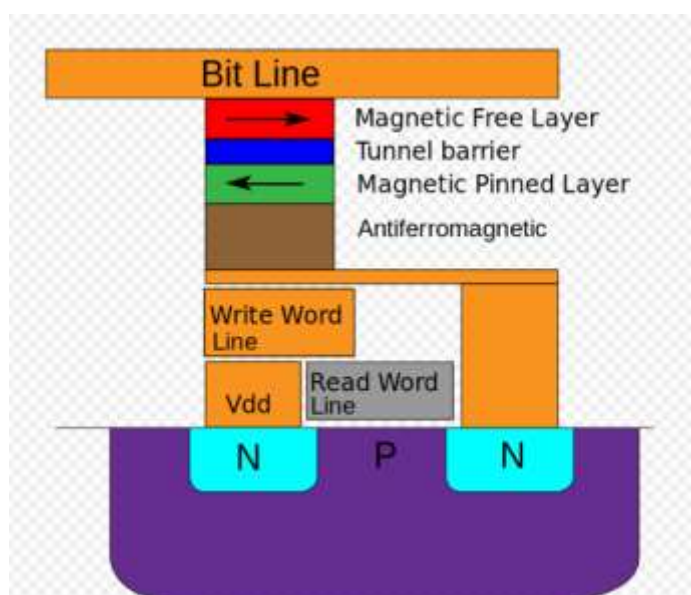 Bit Line
Magnetic Free Layer
Tunnel barrier
Magnetic Pinned Layer
Antiferromagnetic
Write Word
Line
Vdd
Read Word
Line
N
P
N